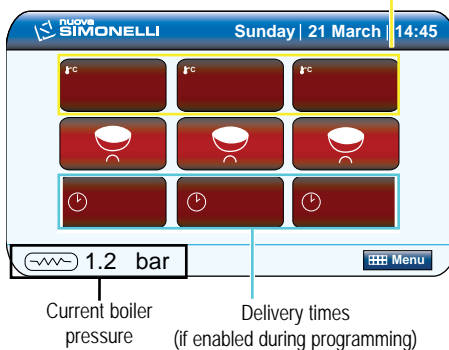 nuova
SIMONELLI
Sunday | 21 March | 14:45
°C °C °C
1.2 bar
Menu
Current boiler
pressure
Delivery times
(if enabled during programming)